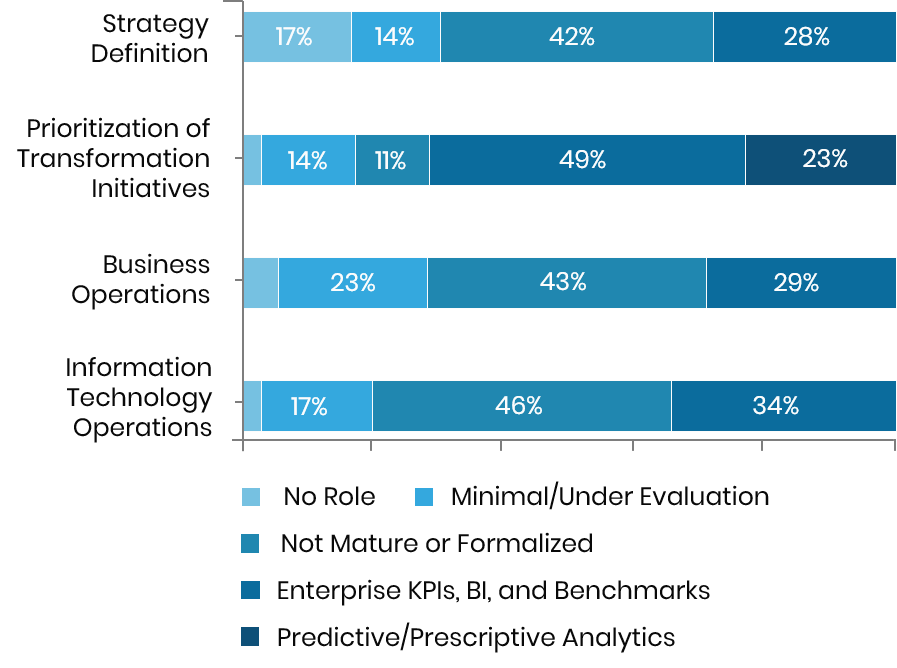 Strategy
Definition
17% 14% 42% 28%
Prioritization of
Transformation
Initiatives
14% 11% 49% 23%
Business
Operations
23% 43% 29%
Information
Technology
Operations
17% 46% 34%
No Role Minimal/Under Evaluation
Not Mature or Formalized
Enterprise KPIs, BI, and Benchmarks
Predictive/Prescriptive Analytics